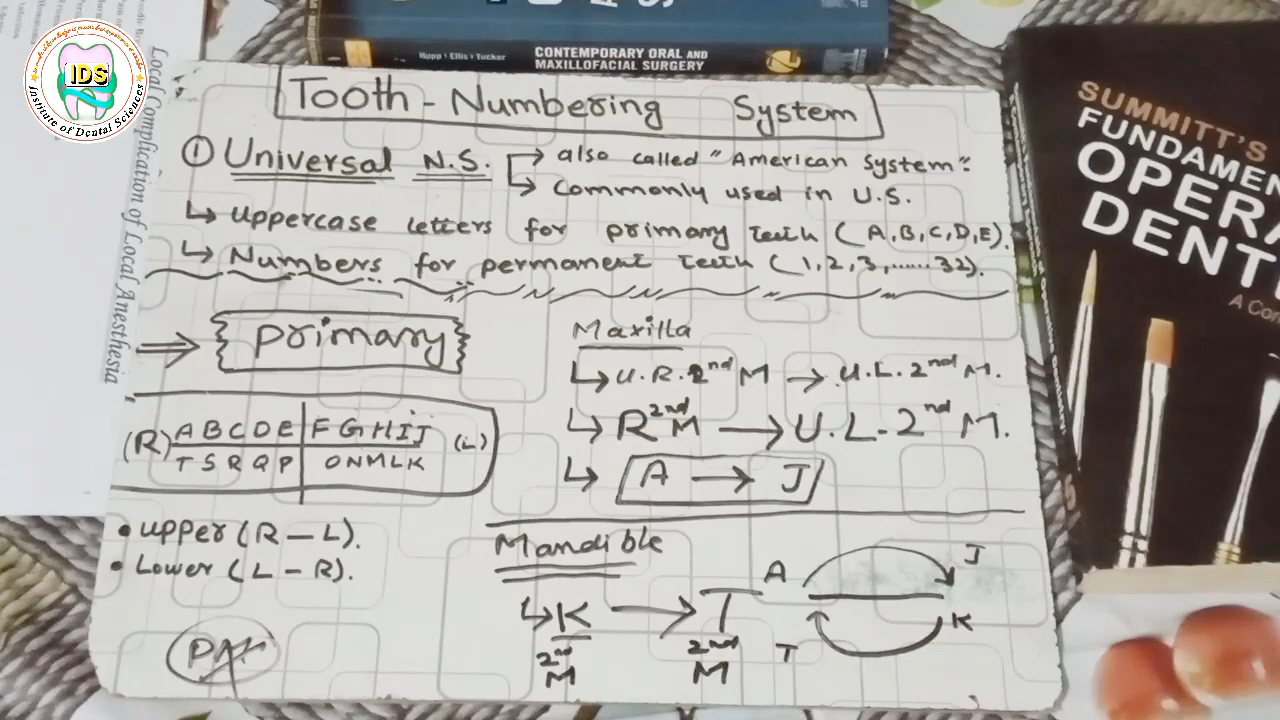 IDS
Institute of Dental Sciences
Local Complication of Local Anesthesia
Hupp | Ellis | Tucker
CONTEMPORARY ORAL AND
MAXILLOFACIAL SURGERY
SUMMITT'S
FUNDAMEN
OPERA
DENTI
A Con
Tooth - Numbering System
① Universal N.S. → also called "American System".
→ commonly used in U.S.
↳ uppercase letters for primary teeth (A,B,C,D,E).
↳ Numbers for permanent teeth (1,2,3,......32).
⇒ primary
(R) A B C D E | F G H I J (L)
T S R Q P | O N M L K
• upper (R – L).
• Lower (L – R).
Maxilla
↳ U.R. 2nd M → U.L. 2nd M.
↳ R 2nd M → U.L. 2nd M.
↳ A → J
Mandible
↳ K → T
2nd M 2nd M
A J
T K